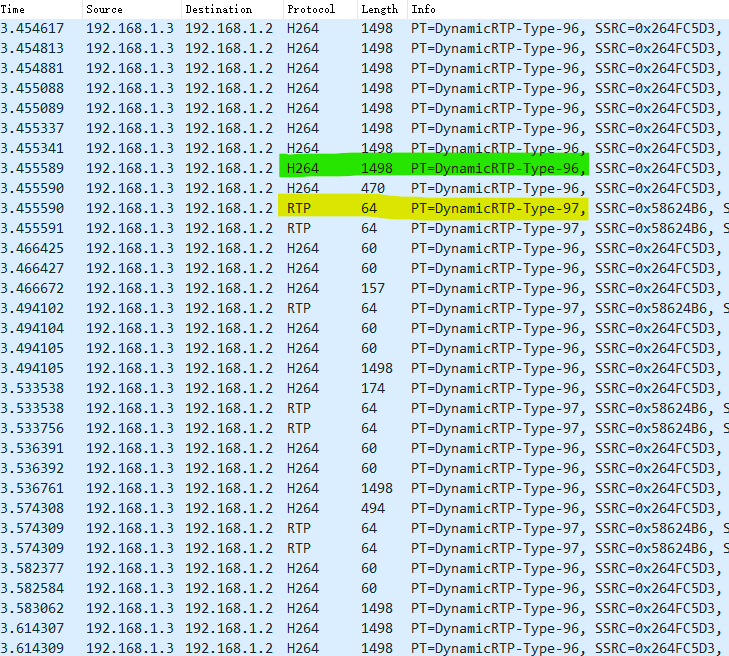 Time Source Destination Protocol Length Info
3.454617 192.168.1.3 192.168.1.2 H264 1498 PT=DynamicRTP-Type-96, SSRC=0x264FC5D3,
3.454813 192.168.1.3 192.168.1.2 H264 1498 PT=DynamicRTP-Type-96, SSRC=0x264FC5D3,
3.454881 192.168.1.3 192.168.1.2 H264 1498 PT=DynamicRTP-Type-96, SSRC=0x264FC5D3,
3.455088 192.168.1.3 192.168.1.2 H264 1498 PT=DynamicRTP-Type-96, SSRC=0x264FC5D3,
3.455089 192.168.1.3 192.168.1.2 H264 1498 PT=DynamicRTP-Type-96, SSRC=0x264FC5D3,
3.455337 192.168.1.3 192.168.1.2 H264 1498 PT=DynamicRTP-Type-96, SSRC=0x264FC5D3,
3.455341 192.168.1.3 192.168.1.2 H264 1498 PT=DynamicRTP-Type-96, SSRC=0x264FC5D3,
3.455589 192.168.1.3 192.168.1.2 H264 1498 PT=DynamicRTP-Type-96, SSRC=0x264FC5D3,
3.455590 192.168.1.3 192.168.1.2 H264 470 PT=DynamicRTP-Type-96, SSRC=0x264FC5D3,
3.455590 192.168.1.3 192.168.1.2 RTP 64 PT=DynamicRTP-Type-97, SSRC=0x58624B6, S
3.455591 192.168.1.3 192.168.1.2 RTP 64 PT=DynamicRTP-Type-97, SSRC=0x58624B6, S
3.466425 192.168.1.3 192.168.1.2 H264 60 PT=DynamicRTP-Type-96, SSRC=0x264FC5D3,
3.466427 192.168.1.3 192.168.1.2 H264 60 PT=DynamicRTP-Type-96, SSRC=0x264FC5D3,
3.466672 192.168.1.3 192.168.1.2 H264 157 PT=DynamicRTP-Type-96, SSRC=0x264FC5D3,
3.494102 192.168.1.3 192.168.1.2 RTP 64 PT=DynamicRTP-Type-97, SSRC=0x58624B6, S
3.494104 192.168.1.3 192.168.1.2 H264 60 PT=DynamicRTP-Type-96, SSRC=0x264FC5D3,
3.494105 192.168.1.3 192.168.1.2 H264 60 PT=DynamicRTP-Type-96, SSRC=0x264FC5D3,
3.494105 192.168.1.3 192.168.1.2 H264 1498 PT=DynamicRTP-Type-96, SSRC=0x264FC5D3,
3.533538 192.168.1.3 192.168.1.2 H264 174 PT=DynamicRTP-Type-96, SSRC=0x264FC5D3,
3.533538 192.168.1.3 192.168.1.2 RTP 64 PT=DynamicRTP-Type-97, SSRC=0x58624B6, S
3.533756 192.168.1.3 192.168.1.2 RTP 64 PT=DynamicRTP-Type-97, SSRC=0x58624B6, S
3.536391 192.168.1.3 192.168.1.2 H264 60 PT=DynamicRTP-Type-96, SSRC=0x264FC5D3,
3.536392 192.168.1.3 192.168.1.2 H264 60 PT=DynamicRTP-Type-96, SSRC=0x264FC5D3,
3.536761 192.168.1.3 192.168.1.2 H264 1498 PT=DynamicRTP-Type-96, SSRC=0x264FC5D3,
3.574308 192.168.1.3 192.168.1.2 H264 494 PT=DynamicRTP-Type-96, SSRC=0x264FC5D3,
3.574309 192.168.1.3 192.168.1.2 RTP 64 PT=DynamicRTP-Type-97, SSRC=0x58624B6, S
3.574309 192.168.1.3 192.168.1.2 RTP 64 PT=DynamicRTP-Type-97, SSRC=0x58624B6, S
3.582377 192.168.1.3 192.168.1.2 H264 60 PT=DynamicRTP-Type-96, SSRC=0x264FC5D3,
3.582584 192.168.1.3 192.168.1.2 H264 60 PT=DynamicRTP-Type-96, SSRC=0x264FC5D3,
3.583062 192.168.1.3 192.168.1.2 H264 1498 PT=DynamicRTP-Type-96, SSRC=0x264FC5D3,
3.614307 192.168.1.3 192.168.1.2 H264 1498 PT=DynamicRTP-Type-96, SSRC=0x264FC5D3,
3.614309 192.168.1.3 192.168.1.2 H264 1498 PT=DynamicRTP-Type-96, SSRC=0x264FC5D3,